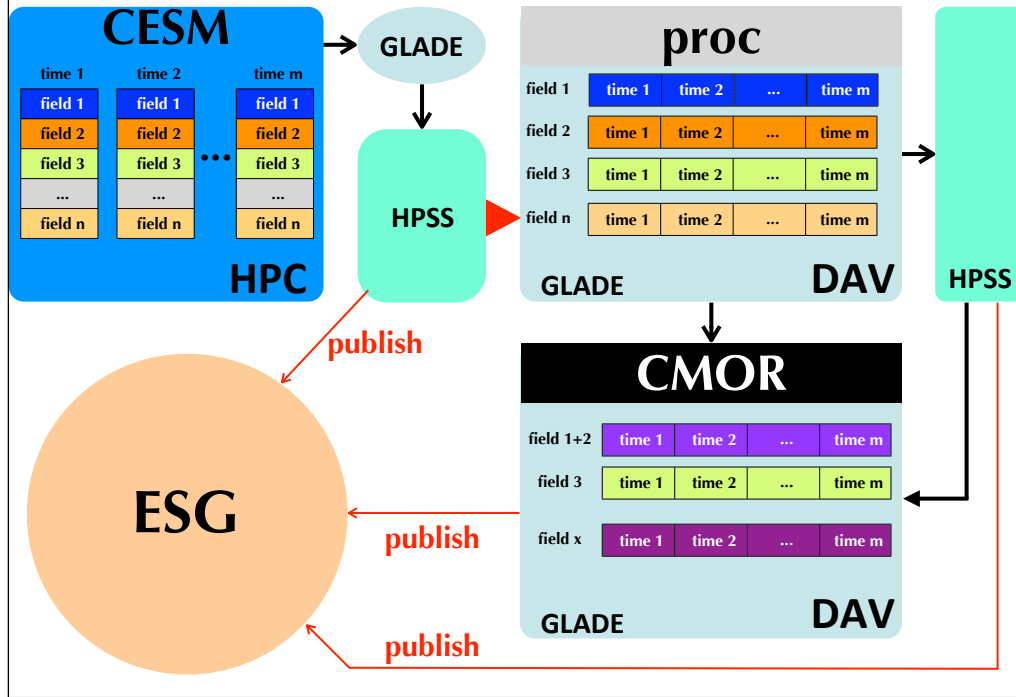 CESM
time 1 time 2 time m
field 1 field 1 field 1
field 2 field 2 field 2
field 3 field 3 field 3
... ... ...
field n field n field n
...
HPC
GLADE
HPSS
proc
field 1 time 1 time 2 ... time m
field 2 time 1 time 2 ... time m
field 3 time 1 time 2 ... time m
field n time 1 time 2 ... time m
GLADE DAV
HPSS
publish
CMOR
field 1+2 time 1 time 2 ... time m
field 3 time 1 time 2 ... time m
field x time 1 time 2 ... time m
GLADE DAV
ESG
publish
publish